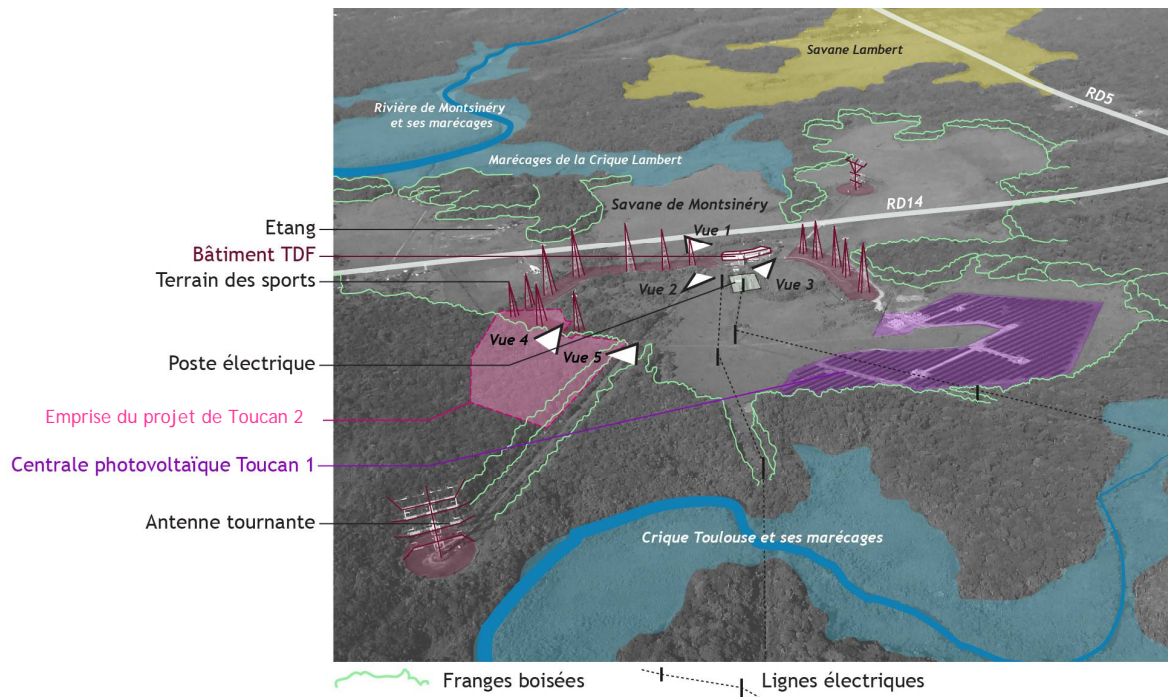 Savane Lambert
RD5
Rivière de Montsinéry
et ses marécages
Marécages de la Crique Lambert
RD14
Savane de Montsinéry
Etang
Vue 1
Bâtiment TDF
Terrain des sports
Vue 2
Vue 3
Vue 4
Vue 5
Poste électrique
Emprise du projet de Toucan 2
Centrale photovoltaïque Toucan 1
Antenne tournante
Crique Toulouse et ses marécages
Franges boisées
Lignes électriques